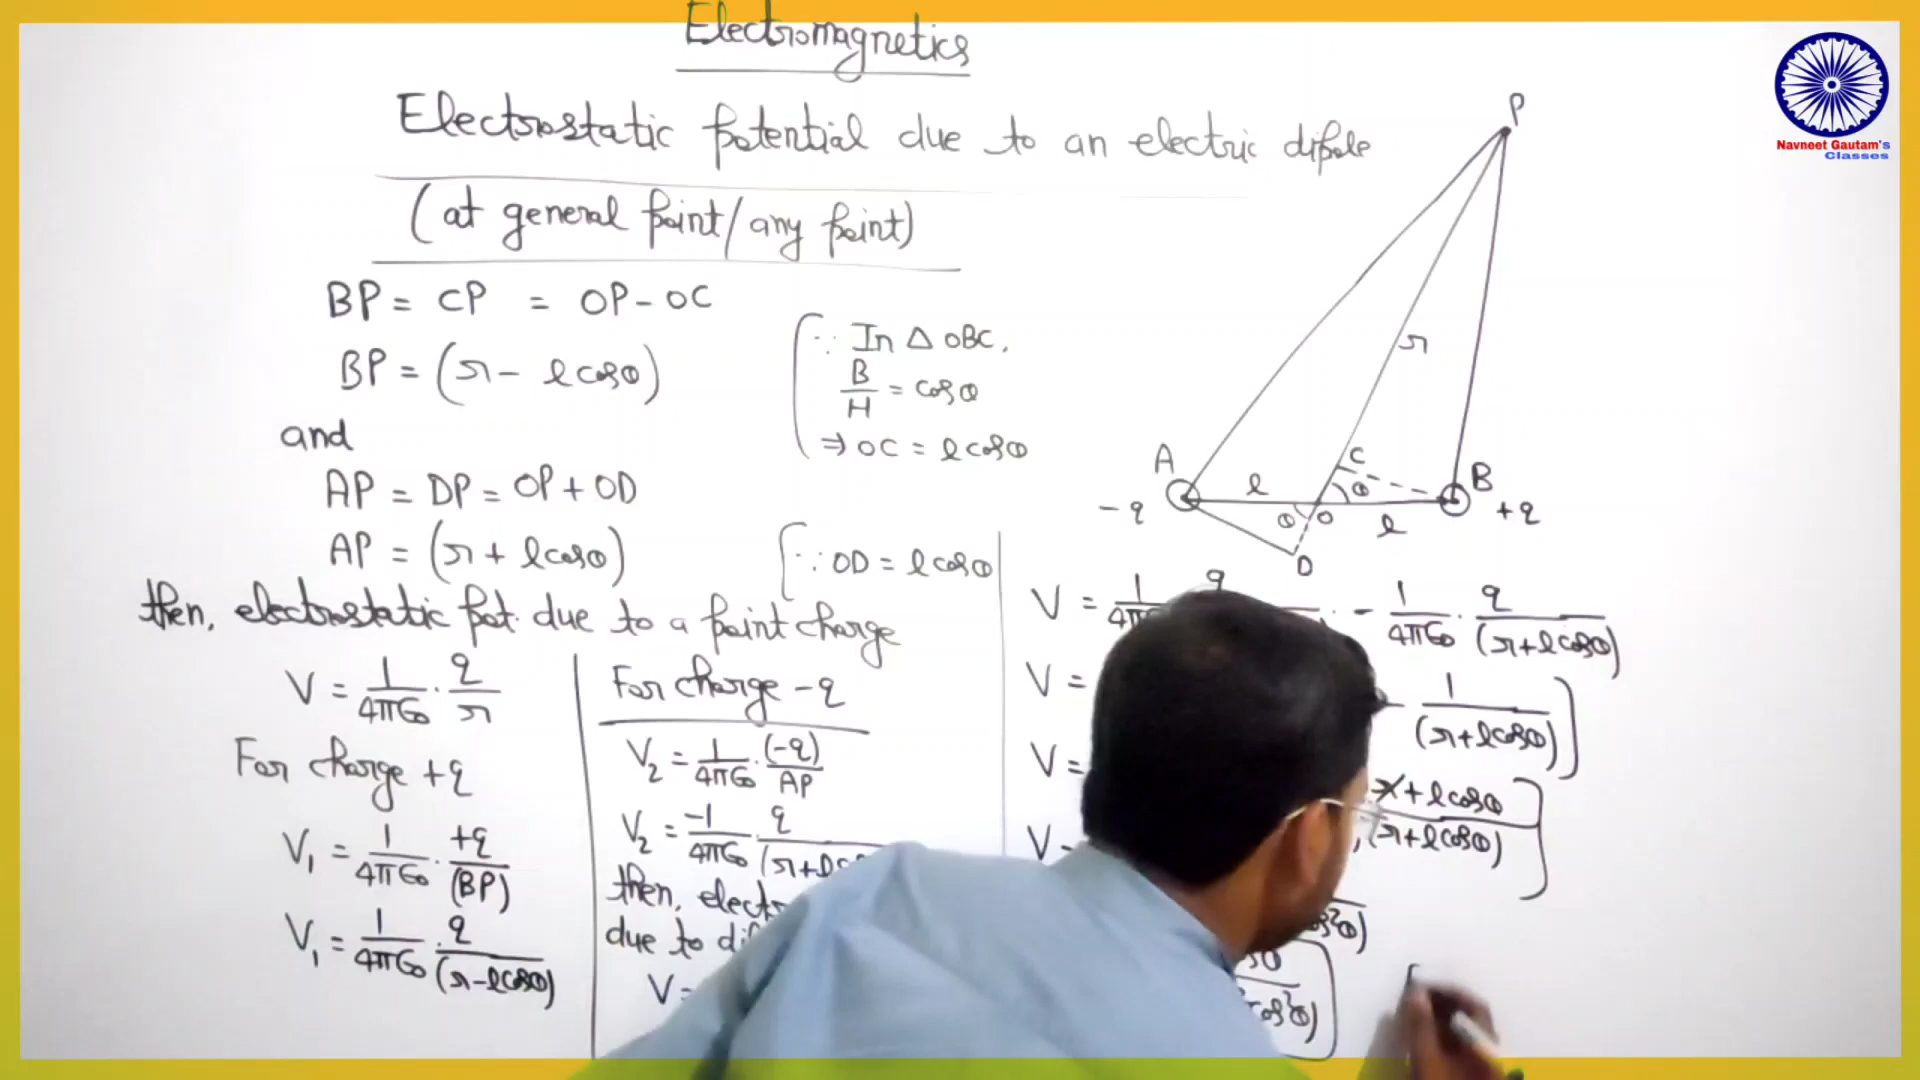 Electromagnetics
Electrostatic potential due to an electric dipole
(at general point/any point)
BP = CP = OP - OC
BP = (r - l cosθ)
∵ In △ OBC,
B/H = cosθ
⇒ OC = l cosθ
and
AP = DP = OP + OD
AP = (r + l cosθ)
∵ OD = l cosθ
then, electrostatic pot. due to a point charge
V = 1/4πε₀ · q/r
For charge +q
V₁ = 1/4πε₀ · +q/(BP)
V₁ = 1/4πε₀ · q/(r - l cosθ)
For charge -q
V₂ = 1/4πε₀ · (-q)/AP
V₂ = -1/4πε₀ · q/(r + l
then,
due to
V =
P
r
A
C
B
l
θ
θ
O
l
-q
+q
D
V = 1/4π q - 1/4πε₀ · q/(r + l cosθ)
V = - 1/(r + l cosθ)]
V = - r + l cosθ
(r + l cosθ)]
V
cos²θ)
cos²θ)
Navneet Gautam's
Classes